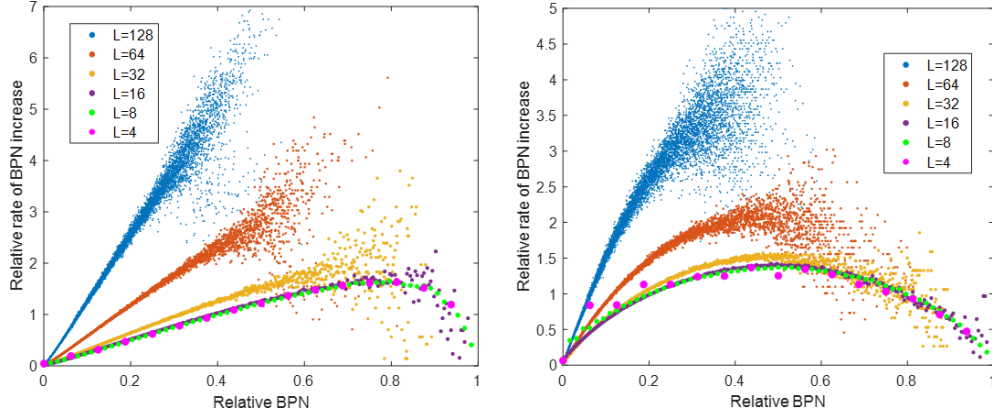 7
6
5
4
3
2
1
0
Relative rate of BPN increase
L=128
L=64
L=32
L=16
L=8
L=4
0
0.2
0.4
0.6
0.8
1
Relative BPN
5
4.5
4
3.5
3
2.5
2
1.5
1
0.5
0
Relative rate of BPN increase
L=128
L=64
L=32
L=16
L=8
L=4
0
0.2
0.4
0.6
0.8
1
Relative BPN